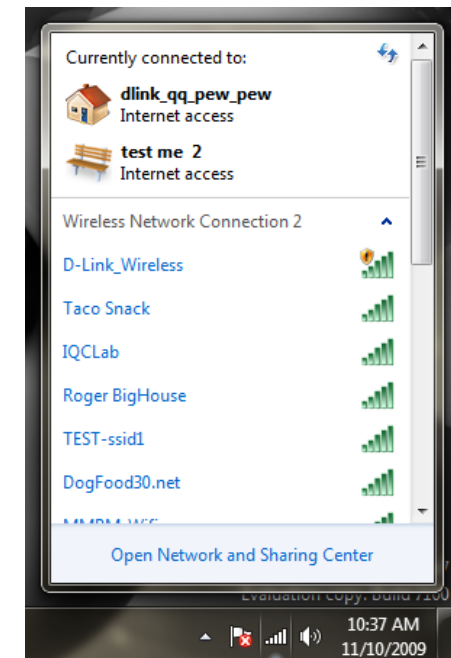 Currently connected to:
dlink_qq_pew_pew
Internet access
test me 2
Internet access
Wireless Network Connection 2
D-Link_Wireless
Taco Snack
IQCLab
Roger BigHouse
TEST-ssid1
DogFood30.net
Open Network and Sharing Center
Evaluation copy. Build 7100
10:37 AM
11/10/2009